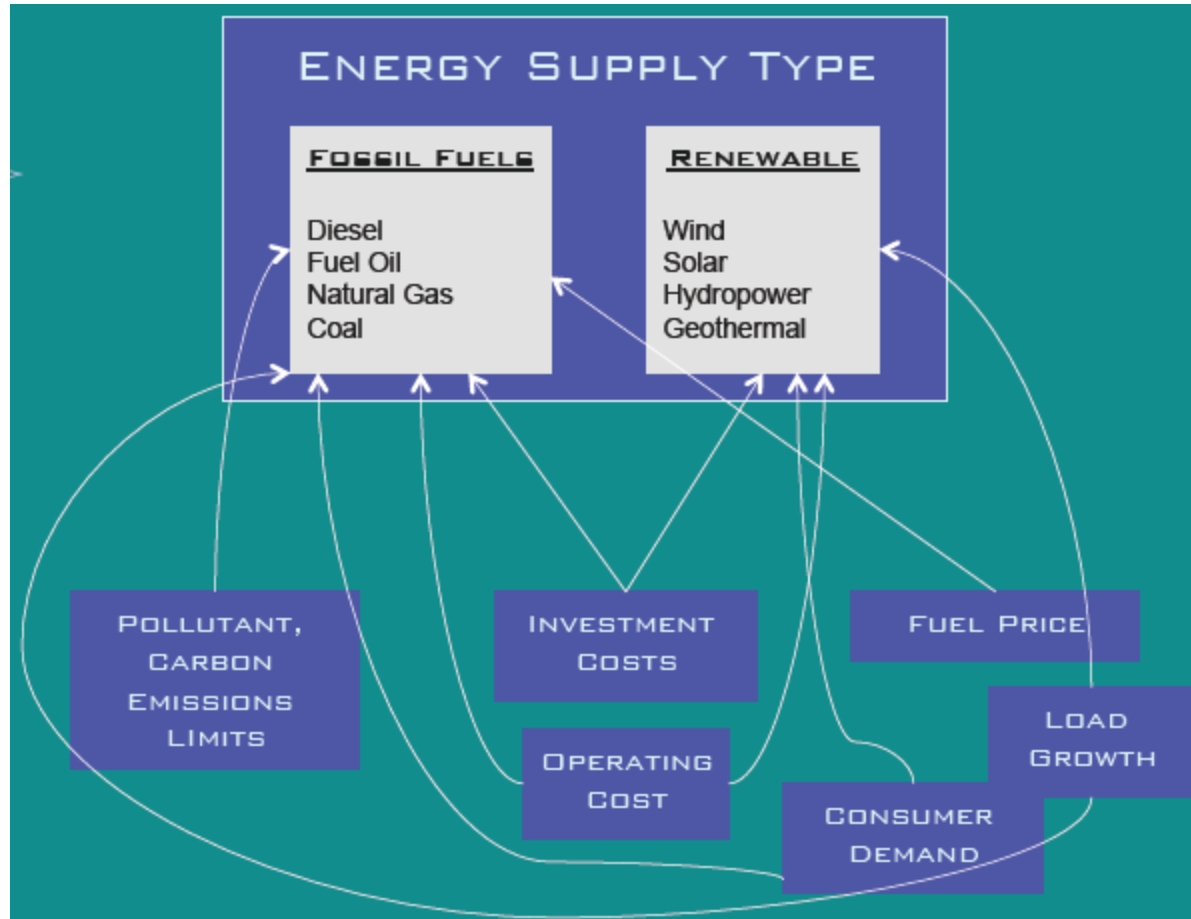 ENERGY SUPPLY TYPE
FOSSIL FUELS
Diesel
Fuel Oil
Natural Gas
Coal
RENEWABLE
Wind
Solar
Hydropower
Geothermal
POLLUTANT,
CARBON
EMISSIONS
LIMITS
INVESTMENT
COSTS
FUEL PRICE
LOAD
GROWTH
OPERATING
COST
CONSUMER
DEMAND